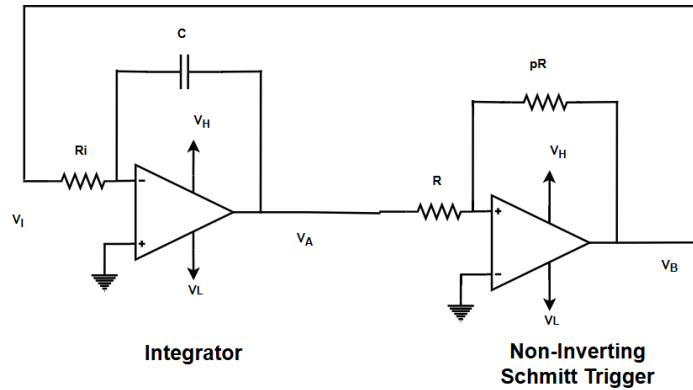 C
pR
VH
VH
Ri
R
-
+
+
-
VI
VA
VB
VL
VL
Integrator
Non-Inverting
Schmitt Trigger